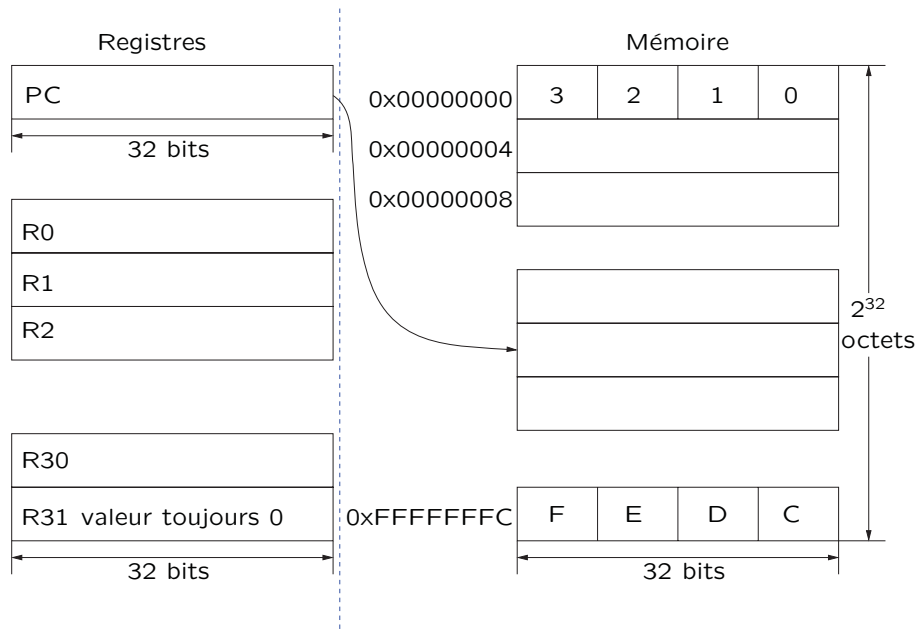 Registres
PC
32 bits
R0
R1
R2
R30
R31 valeur toujours 0
32 bits
Mémoire
0x00000000 3 2 1 0
0x00000004
0x00000008
2³² octets
0xFFFFFFFC F E D C
32 bits